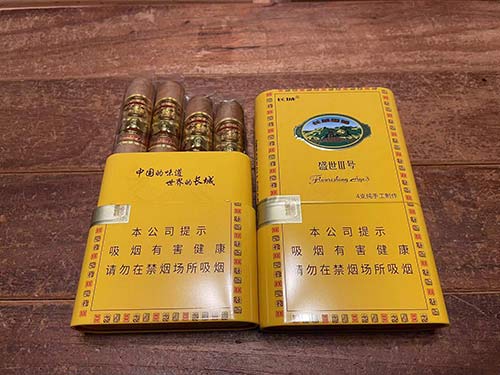 中国的味道
世界的长城
本公司提示
吸烟有害健康
请勿在禁烟场所吸烟
长城雪茄
盛世III号
Flourishing Age3
4支纯手工制作
本公司提示
吸烟有害健康
请勿在禁烟场所吸烟